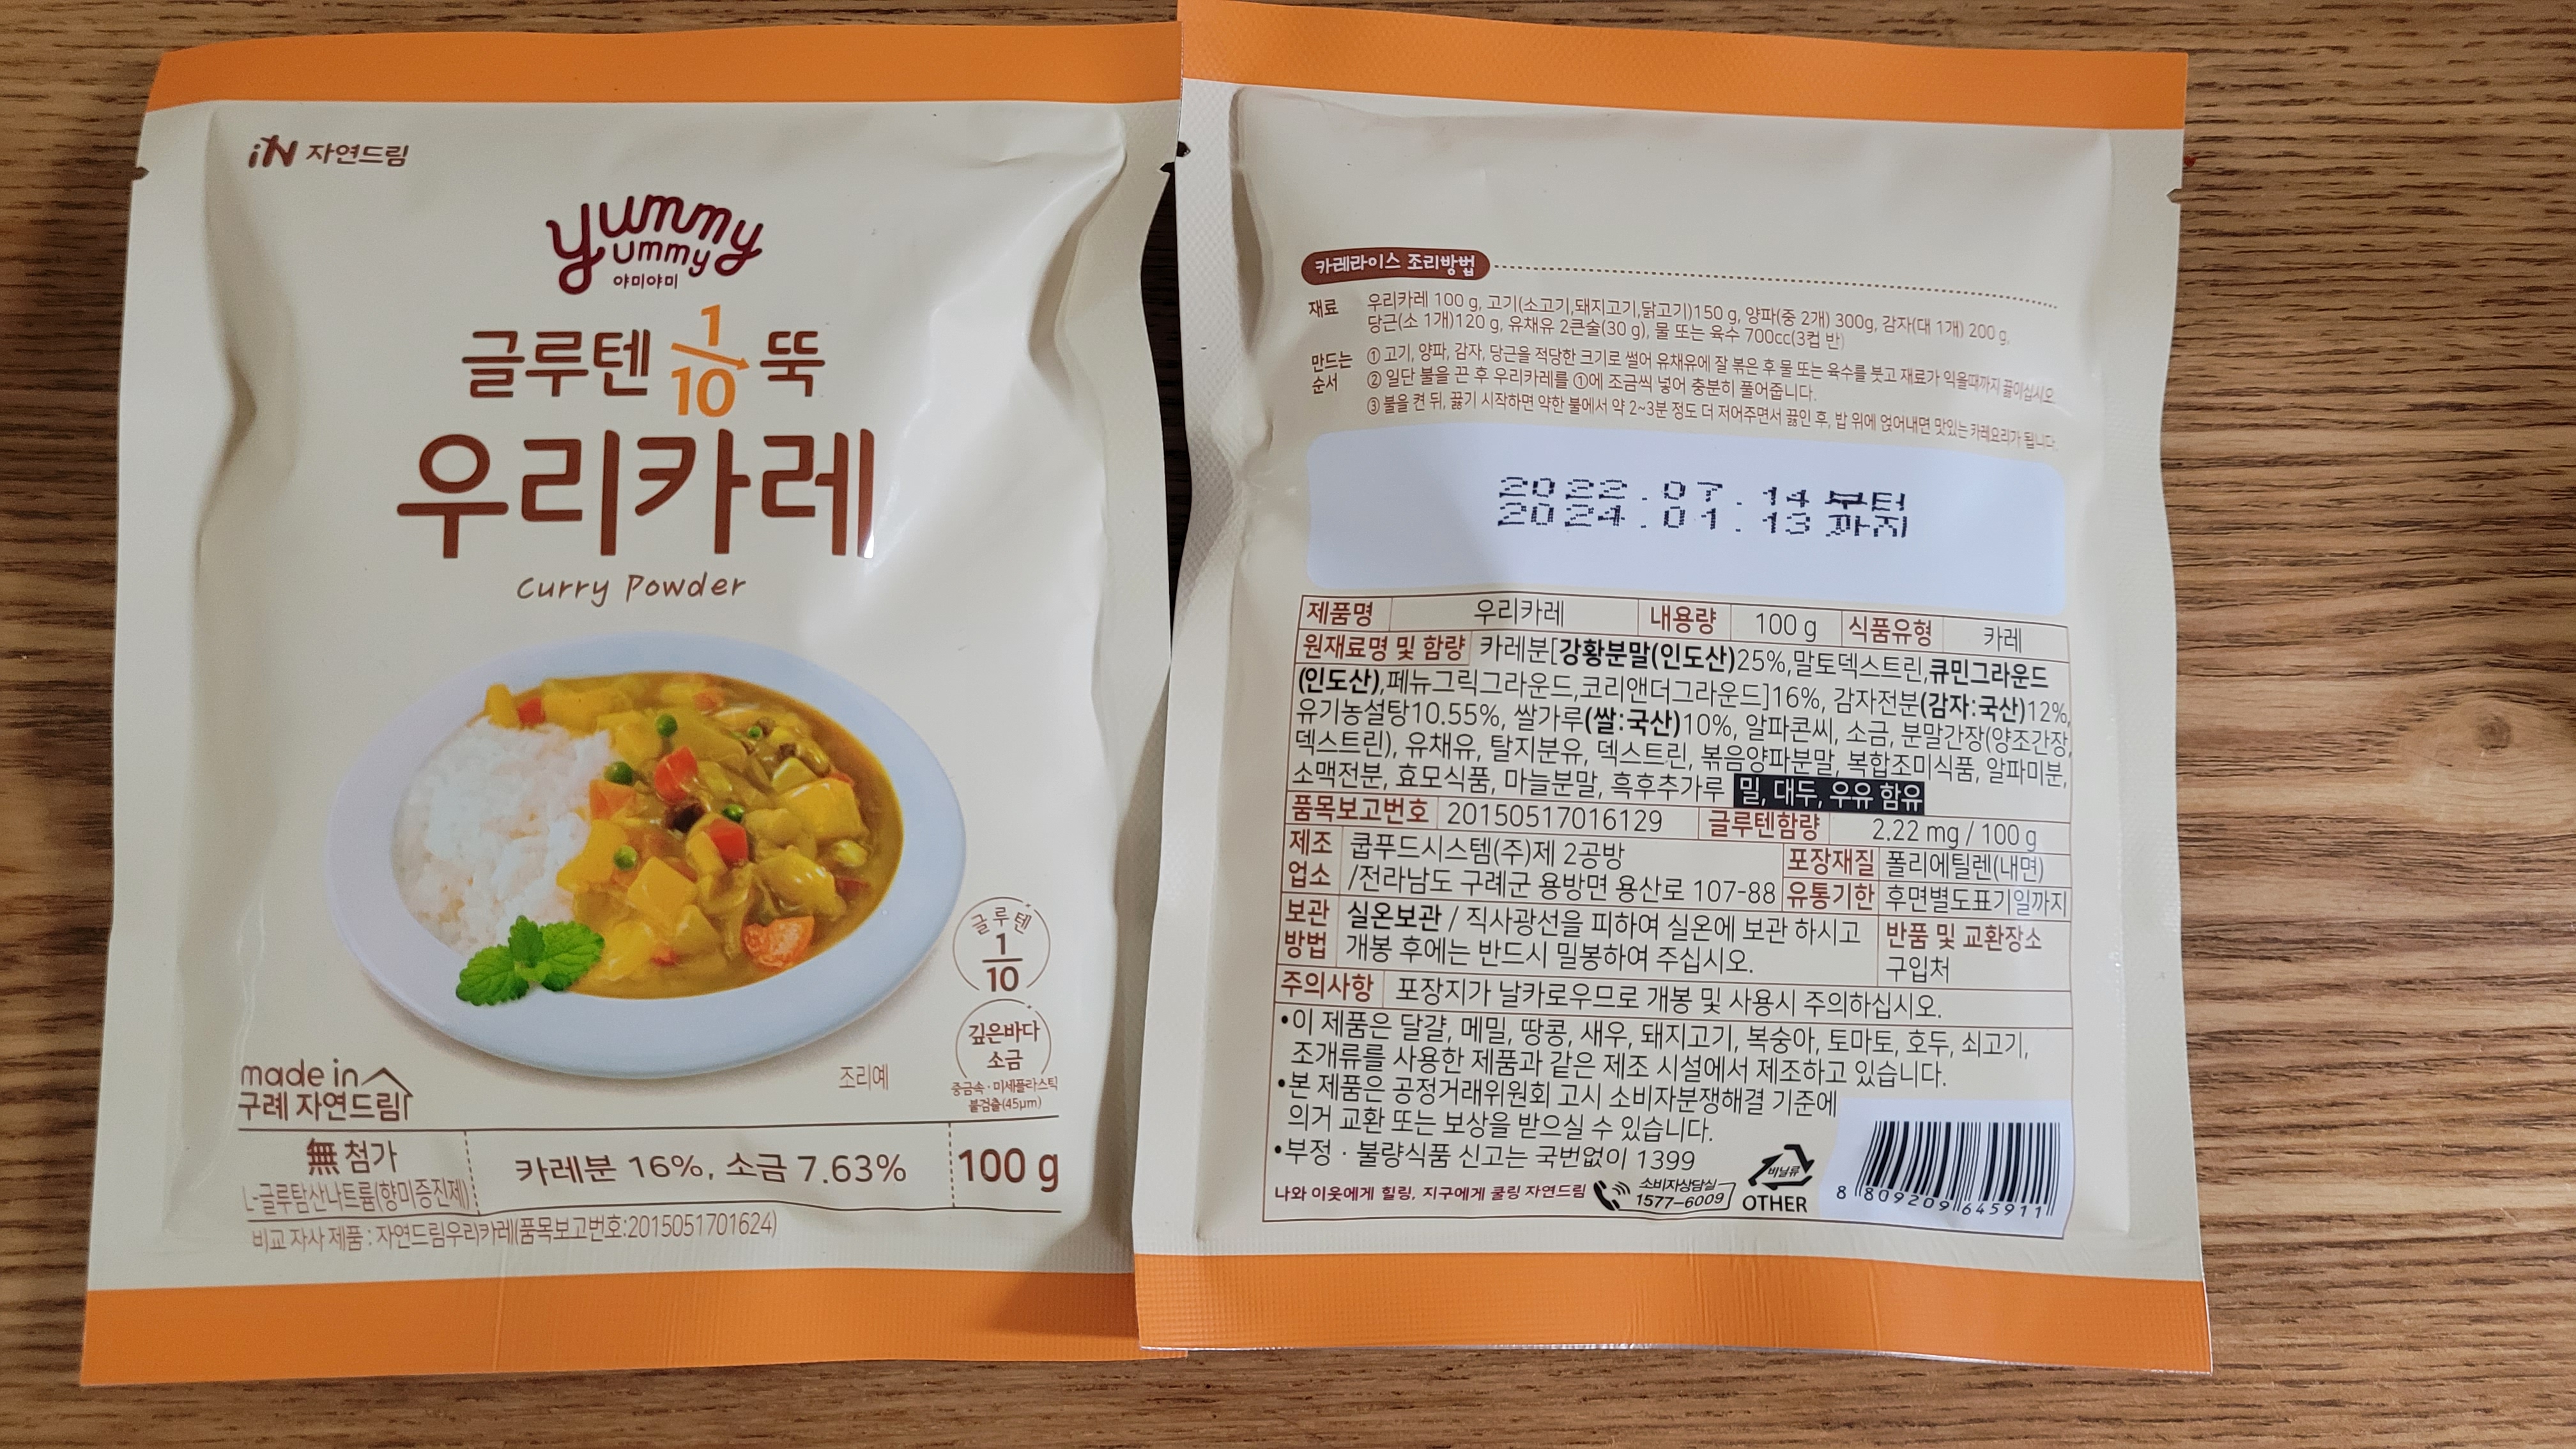 iN 자연드림
yummy
yummy
야미야미
글루텐 1/10 뚝
우리카레
Curry Powder
글루텐
1
10
깊은바다
소금
중금속·미세플라스틱
불검출(45μm)
조리예
made in
구례 자연드림
無 첨가
L-글루탐산나트륨(향미증진제)
카레분 16%, 소금 7.63%
100 g
비교 자사 제품 : 자연드림우리카레(품목보고번호:2015051701624)
카레라이스 조리방법
재료 우리카레 100 g, 고기(소고기,돼지고기,닭고기)150 g, 양파(중 2개) 300g, 감자(대 1개) 200 g,
당근(소 1개)120 g, 유채유 2큰술(30 g), 물 또는 육수 700cc(3컵 반)
만드는 순서 ① 고기, 양파, 감자, 당근을 적당한 크기로 썰어 유채유에 잘 볶은 후 물 또는 육수를 붓고 재료가 익을때까지 끓이십시오.
② 일단 불을 끈 후 우리카레를 ①에 조금씩 넣어 충분히 풀어줍니다.
③ 불을 켠 뒤, 끓기 시작하면 약한 불에서 약 2~3분 정도 더 저어주면서 끓인 후, 밥 위에 얹어내면 맛있는 카레요리가 됩니다.
2022.07.14 부터
2024.01.13 까지
제품명 우리카레 내용량 100 g 식품유형 카레
원재료명 및 함량 카레분[강황분말(인도산)25%,말토덱스트린,큐민그라운드
(인도산),페뉴그릭그라운드,코리앤더그라운드]16%, 감자전분(감자:국산)12%,
유기농설탕10.55%, 쌀가루(쌀:국산)10%, 알파콘씨, 소금, 분말간장(양조간장,
덱스트린), 유채유, 탈지분유, 덱스트린, 볶음양파분말, 복합조미식품, 알파미분,
소맥전분, 효모식품, 마늘분말, 흑후추가루 밀, 대두, 우유 함유
품목보고번호 20150517016129 글루텐함량 2.22 mg / 100 g
제조업소 쿱푸드시스템(주)제 2공방
/전라남도 구례군 용방면 용산로 107-88
포장재질 폴리에틸렌(내면)
유통기한 후면별도표기일까지
보관방법 실온보관 / 직사광선을 피하여 실온에 보관 하시고
개봉 후에는 반드시 밀봉하여 주십시오.
반품 및 교환장소
구입처
주의사항 포장지가 날카로우므로 개봉 및 사용시 주의하십시오.
•이 제품은 달걀, 메밀, 땅콩, 새우, 돼지고기, 복숭아, 토마토, 호두, 쇠고기,
조개류를 사용한 제품과 같은 제조 시설에서 제조하고 있습니다.
•본 제품은 공정거래위원회 고시 소비자분쟁해결 기준에
의거 교환 또는 보상을 받으실 수 있습니다.
•부정 · 불량식품 신고는 국번없이 1399
나와 이웃에게 힐링, 지구에게 쿨링 자연드림
소비자상담실
1577-6009
비닐류
OTHER
8 809209 645911